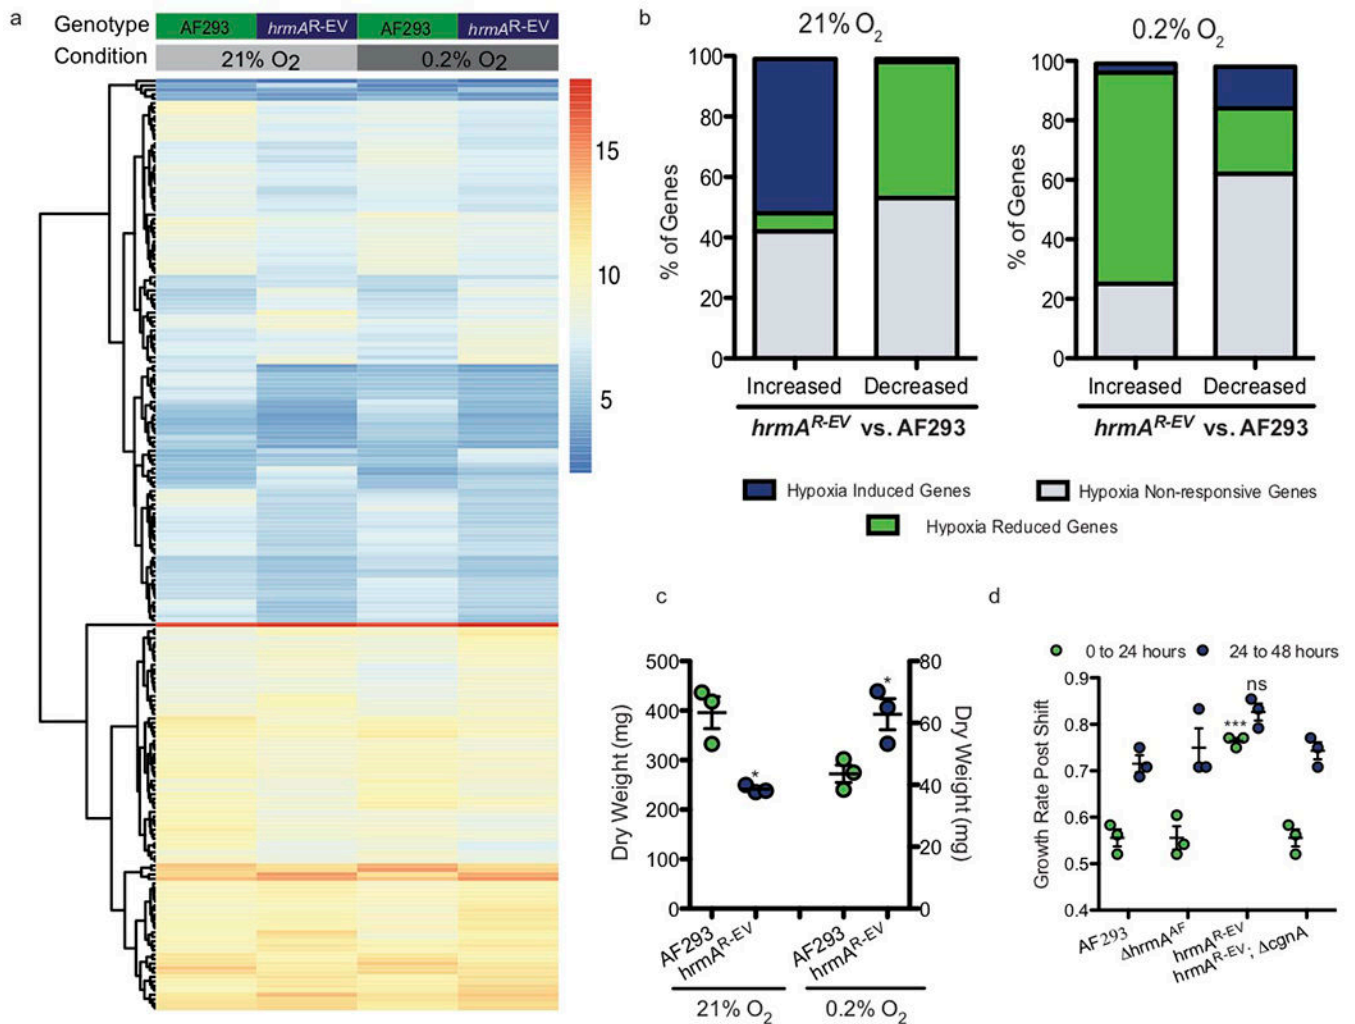 a
Genotype AF293 hrmAR-EV AF293 hrmAR-EV
Condition 21% O2 0.2% O2
15
10
5
b
21% O2
100
80
60
40
20
0
% of Genes
Increased Decreased
hrmAR-EV vs. AF293
0.2% O2
100
80
60
40
20
0
% of Genes
Increased Decreased
hrmAR-EV vs. AF293
Hypoxia Induced Genes
Hypoxia Non-responsive Genes
Hypoxia Reduced Genes
c
500
400
300
200
100
0
Dry Weight (mg)
80
60
40
20
0
Dry Weight (mg)
*
*
AF293
hrmAR-EV
AF293
hrmAR-EV
21% O2
0.2% O2
d
0 to 24 hours 24 to 48 hours
0.9
0.8
0.7
0.6
0.5
0.4
Growth Rate Post Shift
***
ns
AF293
ΔhrmAAF
hrmAR-EV
hrmAR-EV; ΔcgnA